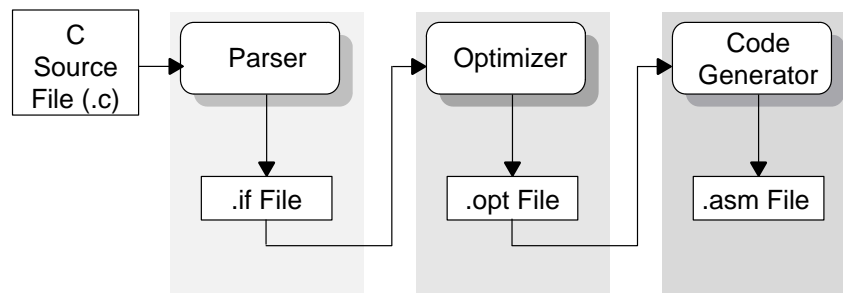 C
Source
File (.c)
Parser
Optimizer
Code
Generator
.if File
.opt File
.asm File